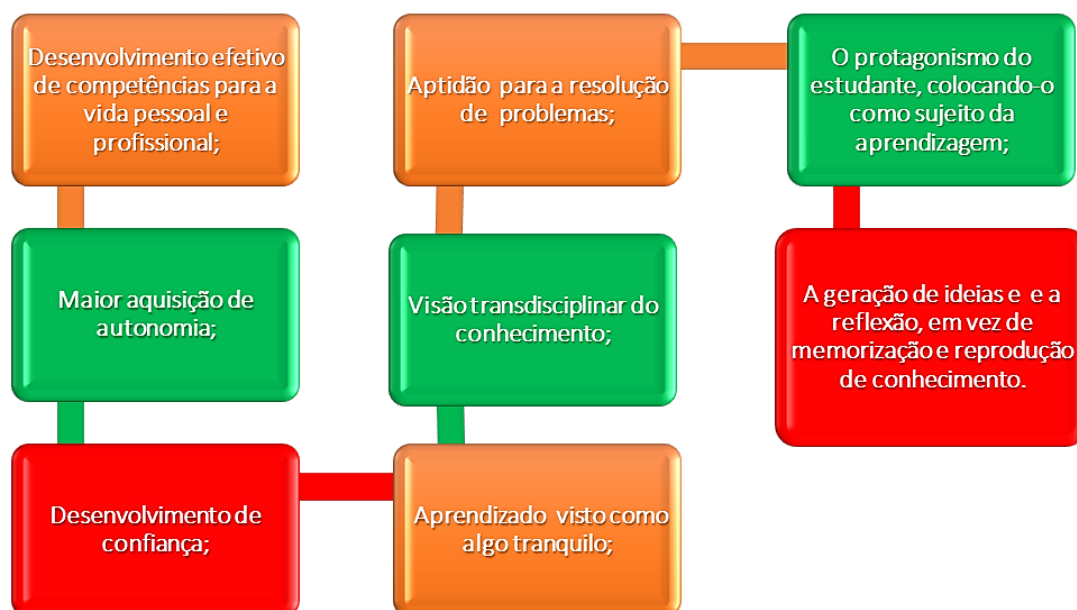 Desenvolvimento efetivo
de competências para a
vida pessoal e
profissional;
Maior aquisição de
autonomia;
Desenvolvimento de
confiança;
Aprendizado visto como
algo tranquilo;
Visão transdisciplinar do
conhecimento;
Aptidão para a resolução
de problemas;
O protagonismo do
estudante, colocando-o
como sujeito da
aprendizagem;
A geração de ideias e e a
reflexão, em vez de
memorização e reprodução
de conhecimento.